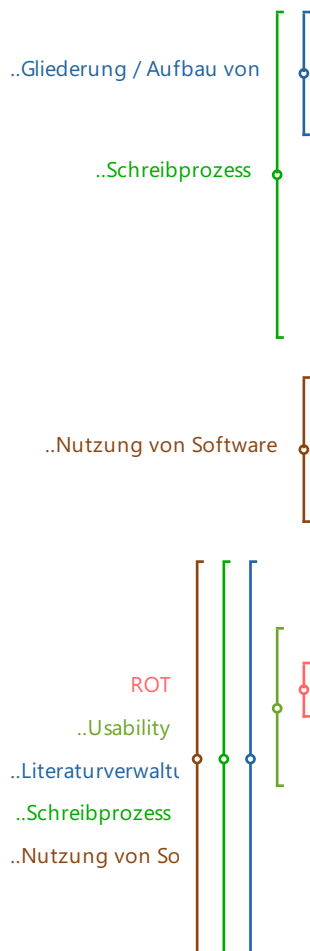 ..Gliederung / Aufbau von
..Schreibprozess
..Nutzung von Software
ROT
..Usability
..Literaturverwaltu
..Schreibprozess
..Nutzung von So